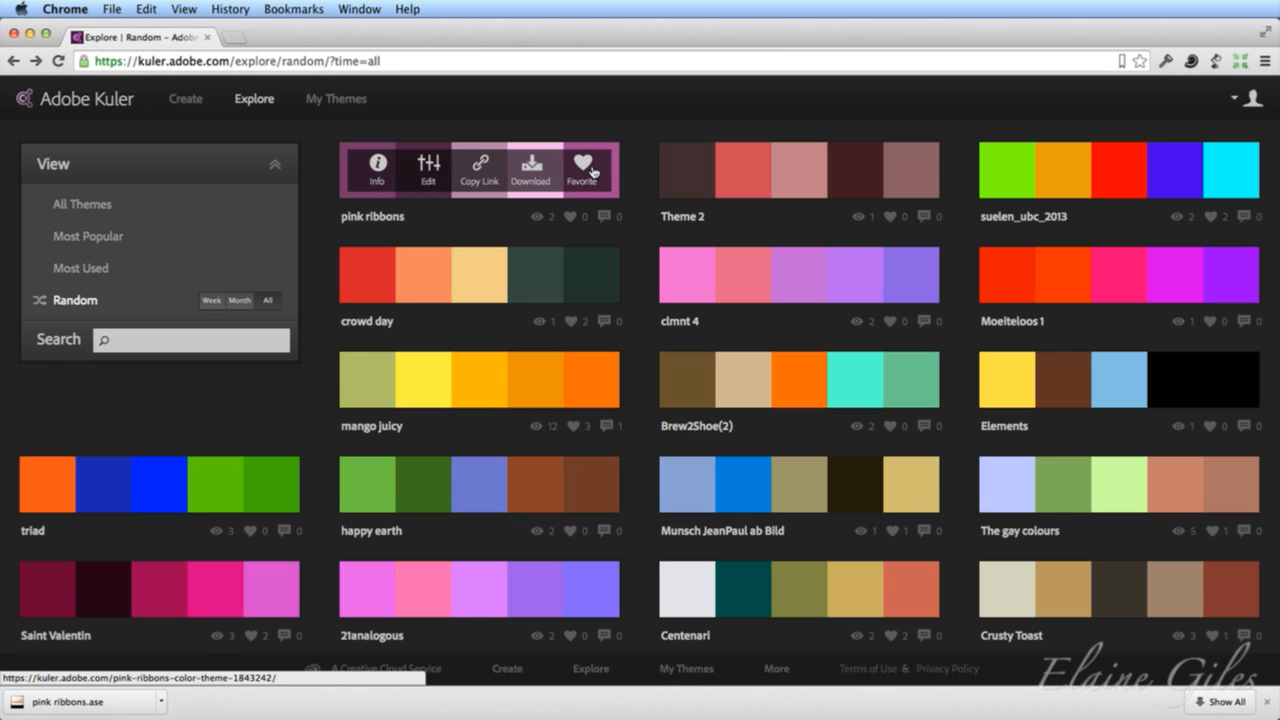 Chrome File Edit View History Bookmarks Window Help
Explore | Random – Adob
https://kuler.adobe.com/explore/random/?time=all
Adobe Kuler Create Explore My Themes
View
All Themes
Most Popular
Most Used
Random Week Month All
Search
Info Edit Copy Link Download Favorite
pink ribbons 2 0 0
Theme 2 1 0 0
suelen_ubc_2013 2 2 0
crowd day 1 2 0
clmnt 4 2 0 0
Moeiteloos 1 1 0 0
mango juicy 12 3 1
Brew2Shoe(2) 2 0 0
Elements 1 0 0
triad 3 0 0
happy earth 2 0 0
Munsch JeanPaul ab Bild 1 1 0
The gay colours 5 1 0
Saint Valentin 3 2 0
21analogous 2 0 0
Centenari 2 2 0
Crusty Toast 3 1 0
A Creative Cloud Service Create Explore My Themes More Terms of Use & Privacy Policy
Elaine Giles
https://kuler.adobe.com/pink-ribbons-color-theme-1843242/
pink ribbons.ase Show All